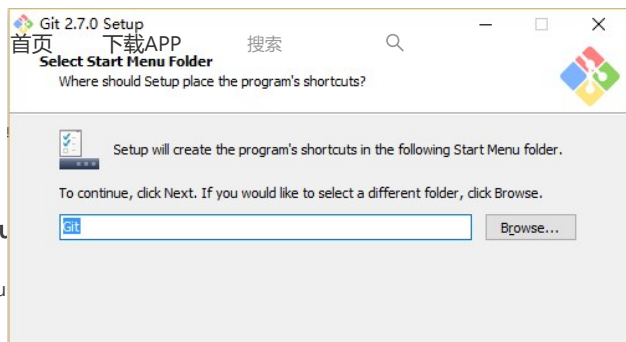 Git 2.7.0 Setup
首页 下载APP 搜索
Select Start Menu Folder
Where should Setup place the program's shortcuts?
Setup will create the program's shortcuts in the following Start Menu folder.
To continue, click Next. If you would like to select a different folder, click Browse.
Git
Browse...